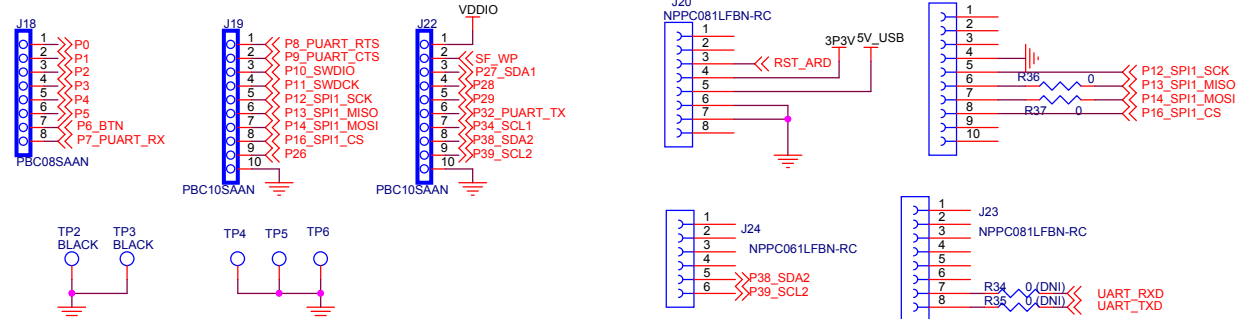 J18
1 P0
2 P1
3 P2
4 P3
5 P4
6 P5
7 P6_BTN
8 P7_PUART_RX
PBC08SAAN
J19
1 P8_PUART_RTS
2 P9_PUART_CTS
3 P10_SWDIO
4 P11_SWDCK
5 P12_SPI1_SCK
6 P13_SPI1_MISO
7 P14_SPI1_MOSI
8 P16_SPI1_CS
9 P26
10
PBC10SAAN
VDDIO
J22
1
2 SF_WP
3 P27_SDA1
4 P28
5 P29
6 P32_PUART_TX
7 P34_SCL1
8 P38_SDA2
9 P39_SCL2
10
PBC10SAAN
J20
NPPC081LFBN-RC
1
2
3 RST_ARD
4 3P3V
5 5V_USB
6
7
8
1
2
3
4
5 P12_SPI1_SCK
6 R36 0 P13_SPI1_MISO
7 P14_SPI1_MOSI
8 R37 0 P16_SPI1_CS
9
10
TP2
BLACK
TP3
BLACK
TP4
TP5
TP6
J24
NPPC061LFBN-RC
1
2
3
4
5 P38_SDA2
6 P39_SCL2
J23
NPPC081LFBN-RC
1
2
3
4
5
6
7 R34 0 (DNI) UART_RXD
8 R35 0 (DNI) UART_TXD